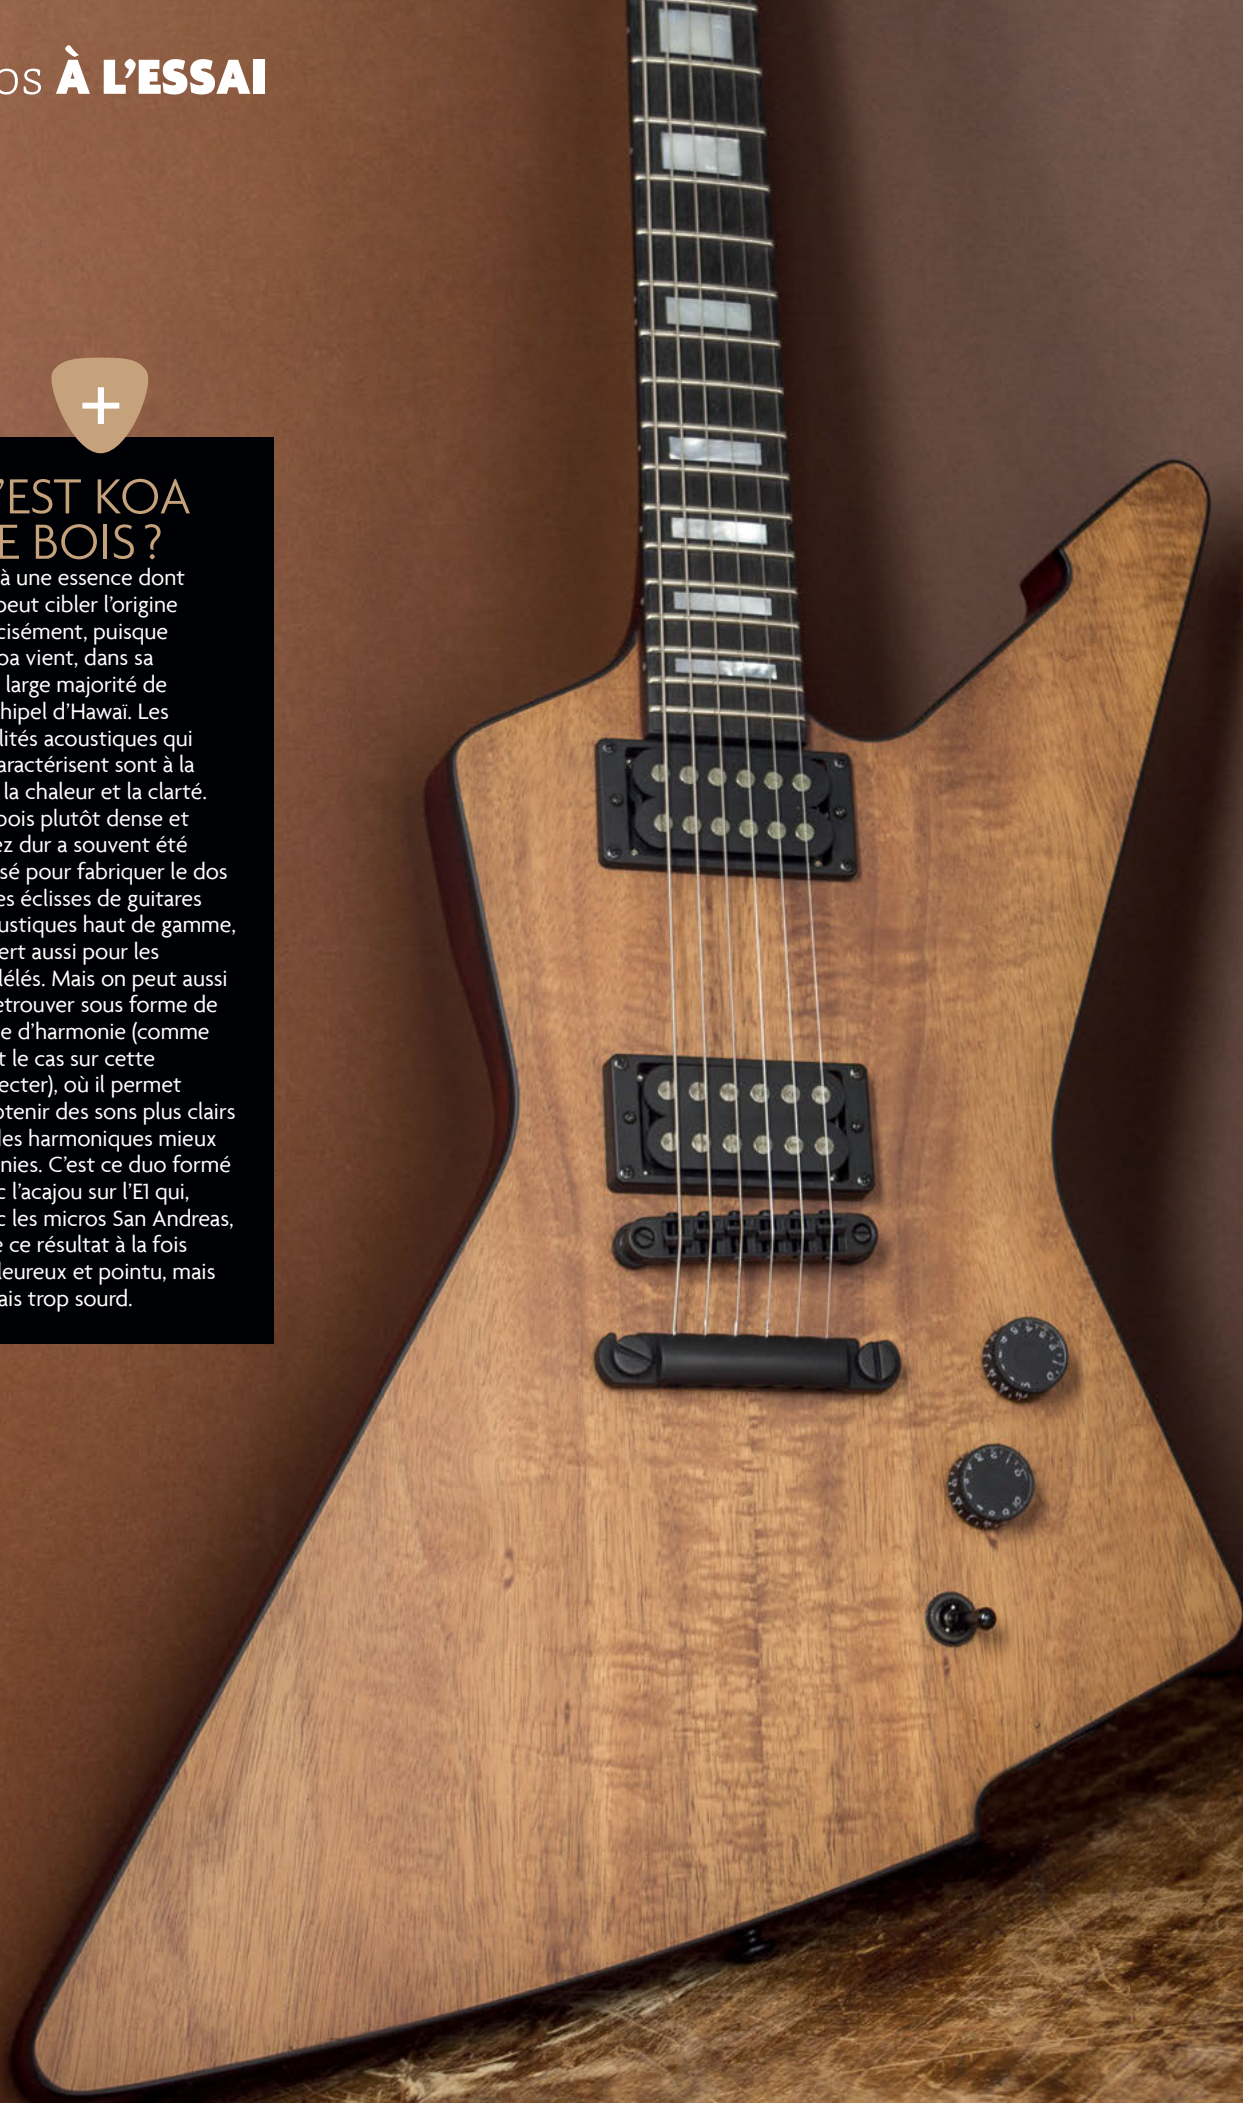 os À L'ESSAI
+
'EST KOA
E BOIS ?
à une essence dont
peut cibler l'origine
cisément, puisque
oa vient, dans sa
large majorité de
hipel d'Hawaï. Les
lités acoustiques qui
aractérisent sont à la
la chaleur et la clarté.
bois plutôt dense et
ez dur a souvent été
sé pour fabriquer le dos
es éclisses de guitares
ustiques haut de gamme,
ert aussi pour les
lélés. Mais on peut aussi
etrouver sous forme de
e d'harmonie (comme
t le cas sur cette
ecter), où il permet
btenir des sons plus clairs
des harmoniques mieux
nies. C'est ce duo formé
c l'acajou sur l'E1 qui,
c les micros San Andreas,
e ce résultat à la fois
leureux et pointu, mais
ais trop sourd.